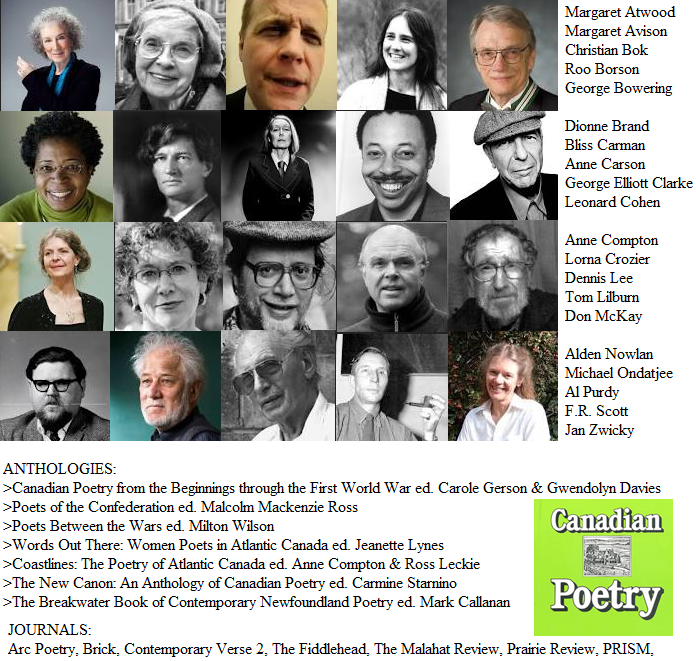 Margaret Atwood
Margaret Avison
Christian Bok
Roo Borson
George Bowering
Dionne Brand
Bliss Carman
Anne Carson
George Elliott Clarke
Leonard Cohen
Anne Compton
Lorna Crozier
Dennis Lee
Tom Lilburn
Don McKay
Alden Nowlan
Michael Ondatjee
Al Purdy
F.R. Scott
Jan Zwicky
ANTHOLOGIES:
>Canadian Poetry from the Beginnings through the First World War ed. Carole Gerson & Gwendolyn Davies
>Poets of the Confederation ed. Malcolm Mackenzie Ross
>Poets Between the Wars ed. Milton Wilson
>Words Out There: Women Poets in Atlantic Canada ed. Jeanette Lynes
>Coastlines: The Poetry of Atlantic Canada ed. Anne Compton & Ross Leckie
>The New Canon: An Anthology of Canadian Poetry ed. Carmine Starnino
>The Breakwater Book of Contemporary Newfoundland Poetry ed. Mark Callanan
Canadian
Poetry
JOURNALS:
Arc Poetry, Brick, Contemporary Verse 2, The Fiddlehead, The Malahat Review, Prairie Review, PRISM,